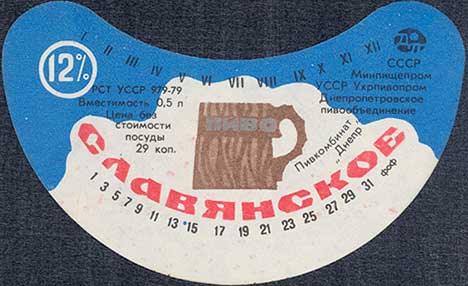 I II III IV V VI VII VIII IX X XI XII
12%
РСТ УССР 979-79
Вместимость 0,5 л
Цена без
стоимости
посуды
29 коп.
СССР
Минпищепром
УССР Укрпивопром
Днепропетровское
пивообъединение
Пивкомбинат
„Днепр"
ПИВО
СЛАВЯНСКОЕ
1 3 5 7 9 11 13 15 17 19 21 23 25 27 29 31 фоф